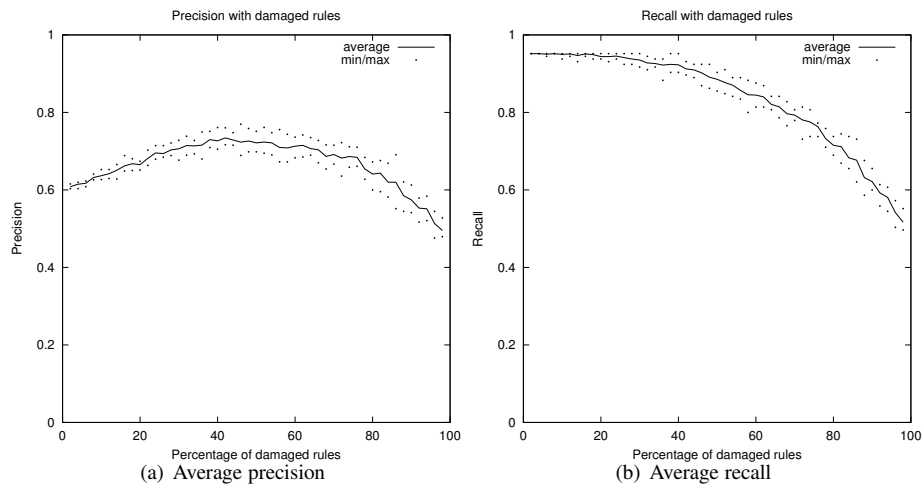 Precision with damaged rules
1
average
min/max
0.8
0.6
Precision
0.4
0.2
0
0 20 40 60 80 100
Percentage of damaged rules
(a) Average precision
Recall with damaged rules
1
average
min/max
0.8
0.6
Recall
0.4
0.2
0
0 20 40 60 80 100
Percentage of damaged rules
(b) Average recall